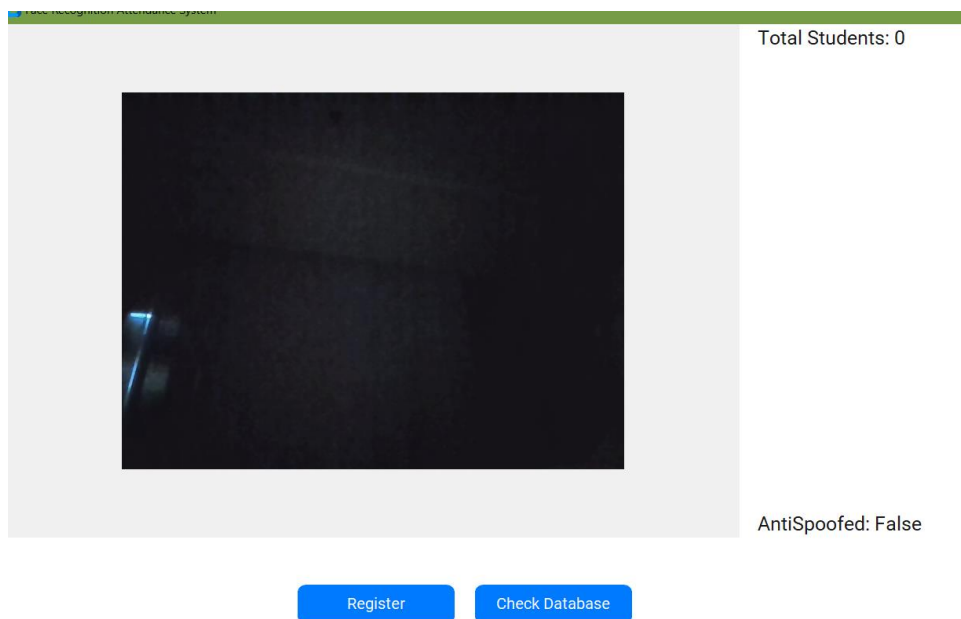 Face Recognition Attendance System
Total Students: 0
AntiSpoofed: False
Register
Check Database